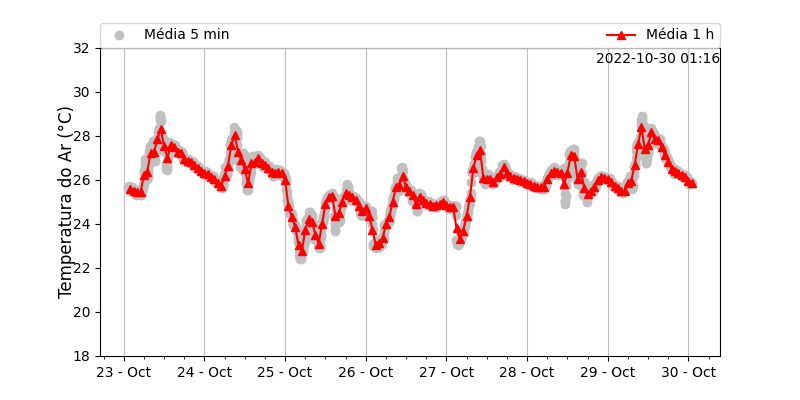 Média 5 min
Média 1 h
2022-10-30 01:16
Temperatura do Ar (°C)
32
30
28
26
24
22
20
18
23 - Oct
24 - Oct
25 - Oct
26 - Oct
27 - Oct
28 - Oct
29 - Oct
30 - Oct